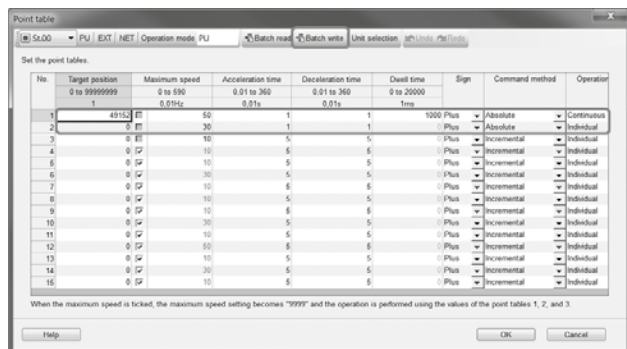 Point table
St.00 PU EXT NET Operation mode PU Batch read Batch write Unit selection Undo Redo
Set the point tables.
No. Target position Maximum speed Acceleration time Deceleration time Dwell time Sign Command method Operation
0 to 99999999 0 to 590 0.01 to 360 0.01 to 360 0 to 20000
1 0.01Hz 0.01s 0.01s 1ms
1 49152 50 1 1 1000 Plus Absolute Continuous
2 0 30 1 1 0 Plus Absolute Individual
3 0 10 5 5 0 Plus Incremental Individual
4 0 10 5 5 0 Plus Incremental Individual
5 0 10 5 5 0 Plus Incremental Individual
6 0 30 5 5 0 Plus Incremental Individual
7 0 10 5 5 0 Plus Incremental Individual
8 0 10 5 5 0 Plus Incremental Individual
9 0 10 5 5 0 Plus Incremental Individual
10 0 30 5 5 0 Plus Incremental Individual
11 0 10 5 5 0 Plus Incremental Individual
12 0 50 5 5 0 Plus Incremental Individual
13 0 10 5 5 0 Plus Incremental Individual
14 0 30 5 5 0 Plus Incremental Individual
15 0 10 5 5 0 Plus Incremental Individual
When the maximum speed is ticked, the maximum speed setting becomes "9999" and the operation is performed using the values of the point tables 1, 2, and 3.
Help OK Cancel